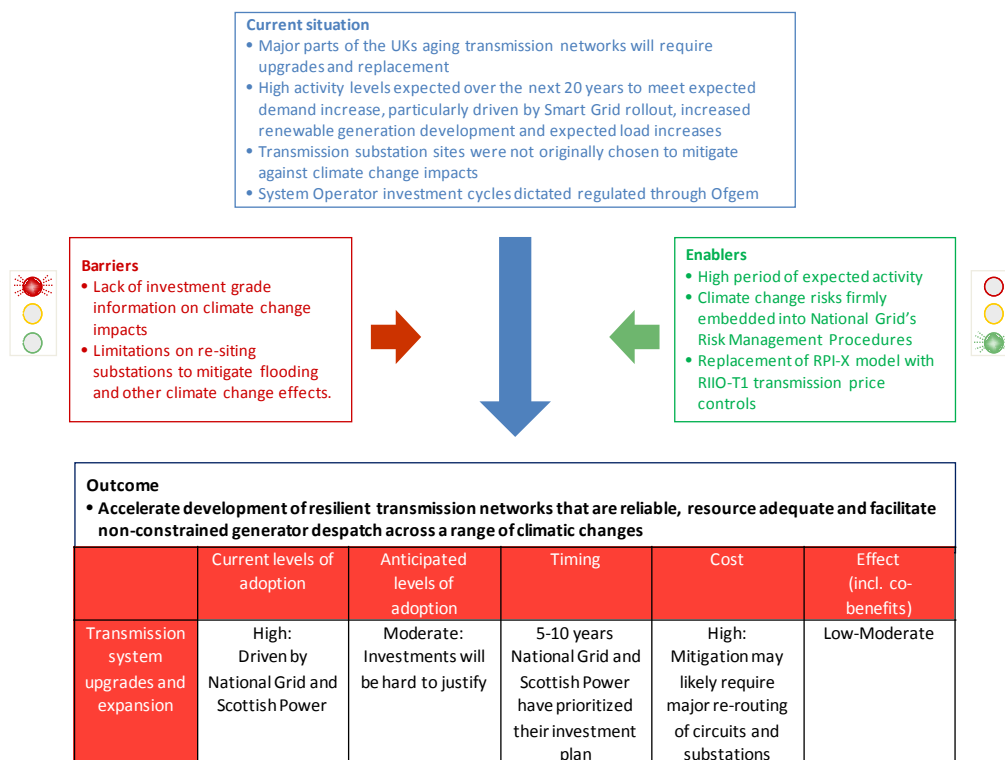 Current situation
• Major parts of the UKs aging transmission networks will require
upgrades and replacement
• High activity levels expected over the next 20 years to meet expected
demand increase, particularly driven by Smart Grid rollout, increased
renewable generation development and expected load increases
• Transmission substation sites were not originally chosen to mitigate
against climate change impacts
• System Operator investment cycles dictated regulated through Ofgem
Barriers
• Lack of investment grade
information on climate change
impacts
• Limitations on re-siting
substations to mitigate flooding
and other climate change effects.
Enablers
• High period of expected activity
• Climate change risks firmly
embedded into National Grid's
Risk Management Procedures
• Replacement of RPI-X model with
RIIO-T1 transmission price
controls
Outcome
• Accelerate development of resilient transmission networks that are reliable, resource adequate and facilitate
non-constrained generator despatch across a range of climatic changes
Current levels of
adoption
Anticipated
levels of
adoption
Timing
Cost
Effect
(incl. co-
benefits)
Transmission
system
upgrades and
expansion
High:
Driven by
National Grid and
Scottish Power
Moderate:
Investments will
be hard to justify
5-10 years
National Grid and
Scottish Power
have prioritized
their investment
plan
High:
Mitigation may
likely require
major re-routing
of circuits and
substations
Low-Moderate